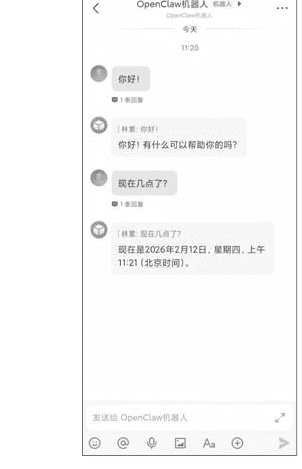 OpenClaw机器人 机器人
OpenClaw机器人
今天
11:20
你好！
1 条回复
林累: 你好！
你好！有什么可以帮助你的吗？
现在几点了？
1 条回复
林累: 现在几点了？
现在是2026年2月12日，星期四，上午
11:21 (北京时间)。
发送给 OpenClaw机器人
Aa